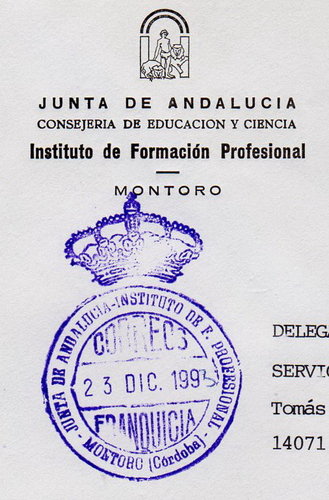 JUNTA DE ANDALUCIA
CONSEJERIA DE EDUCACION Y CIENCIA
Instituto de Formación Profesional
MONTORO
JUNTA DE ANDALUCIA-INSTITUTO DE F. PROFESIONAL
CORREOS
23 DIC. 1993
FRANQUICIA
- MONTORO (Córdoba) -
DELEGA
SERVIC
Tomás
14071